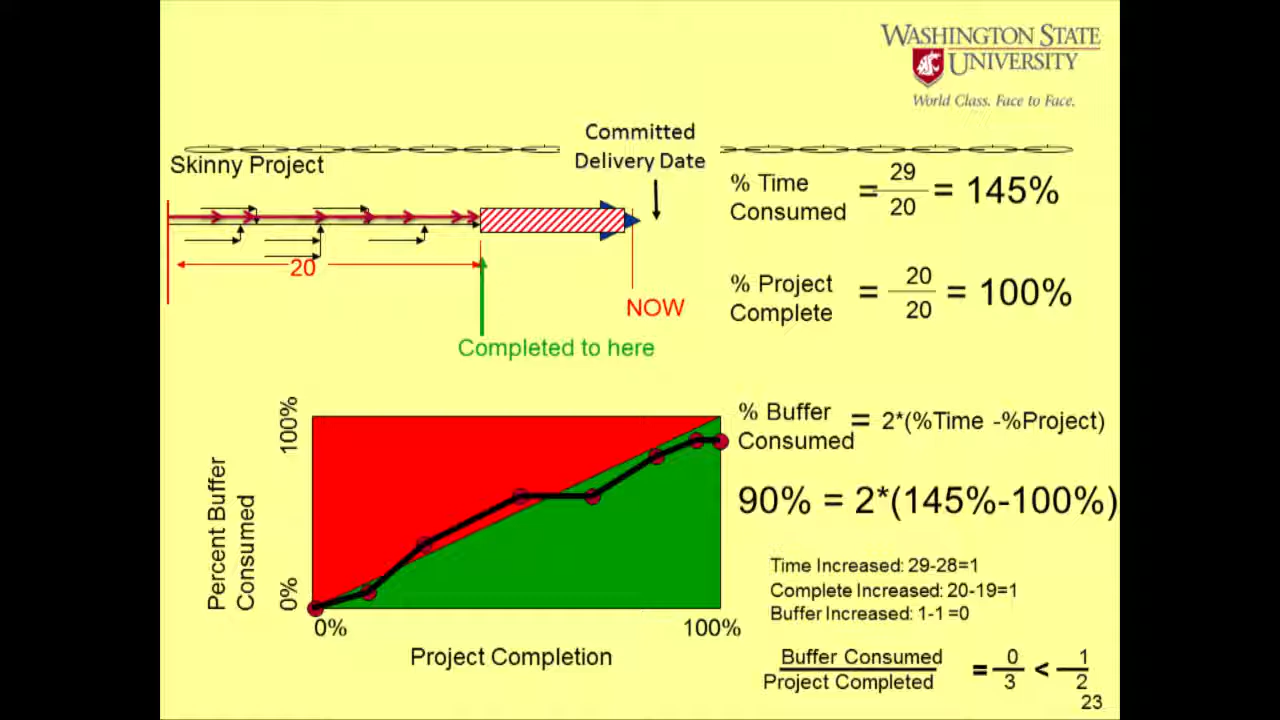 WASHINGTON STATE
UNIVERSITY
World Class. Face to Face.
Committed
Delivery Date
Skinny Project
20
NOW
Completed to here
% Time
Consumed
= 29
20
= 145%
% Project
Complete
= 20
20
= 100%
% Buffer
Consumed
= 2*(%Time -%Project)
90% = 2*(145%-100%)
Time Increased: 29-28=1
Complete Increased: 20-19=1
Buffer Increased: 1-1=0
Buffer Consumed
Project Completed
= 0
3
< 1
2
23
Percent Buffer
Consumed
100%
0%
0%
100%
Project Completion